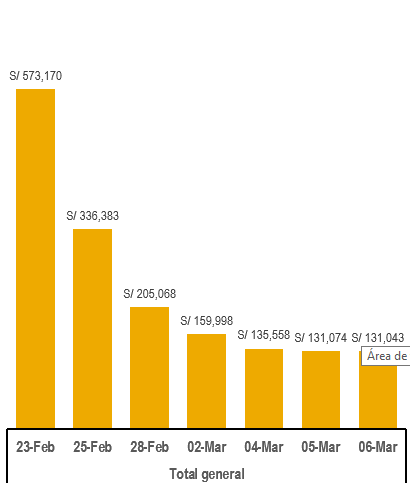 S/ 573,170
S/ 336,383
S/ 205,068
S/ 159,998
S/ 135,558
S/ 131,074
S/ 131,043
Área de
23-Feb 25-Feb 28-Feb 02-Mar 04-Mar 05-Mar 06-Mar
Total general